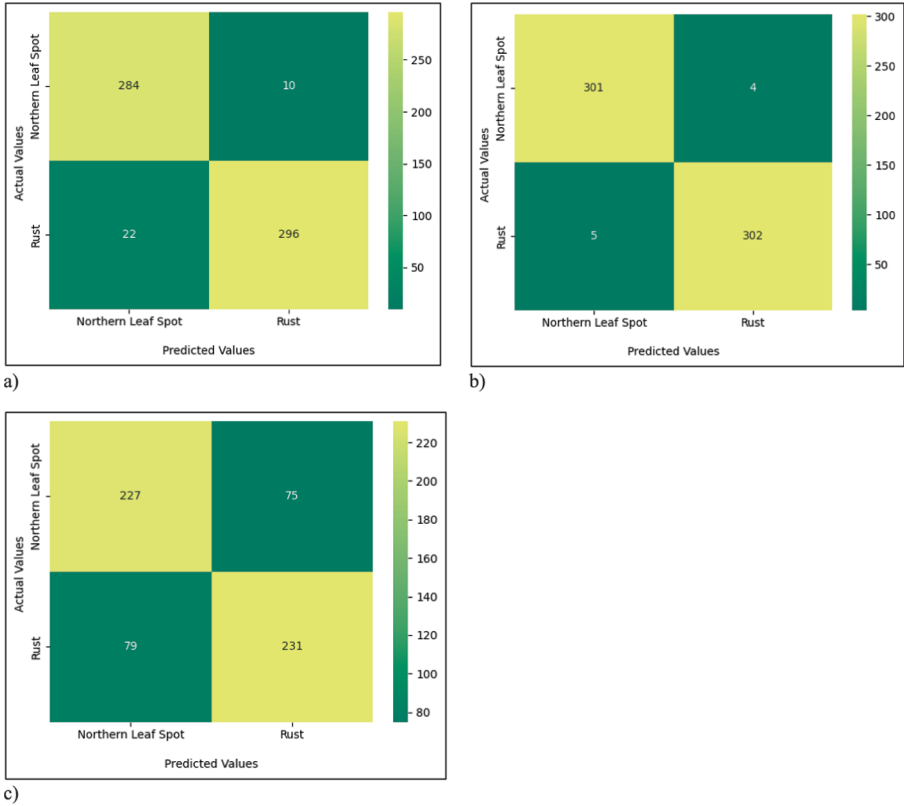 Northern Leaf Spot
Rust
Actual Values
284
10
22
296
Northern Leaf Spot
Rust
Predicted Values
250
200
150
100
50
a)
Northern Leaf Spot
Rust
Actual Values
301
4
5
302
Northern Leaf Spot
Rust
Predicted Values
300
250
200
150
100
50
b)
Northern Leaf Spot
Rust
Actual Values
227
75
79
231
Northern Leaf Spot
Rust
Predicted Values
220
200
180
160
140
120
100
80
c)